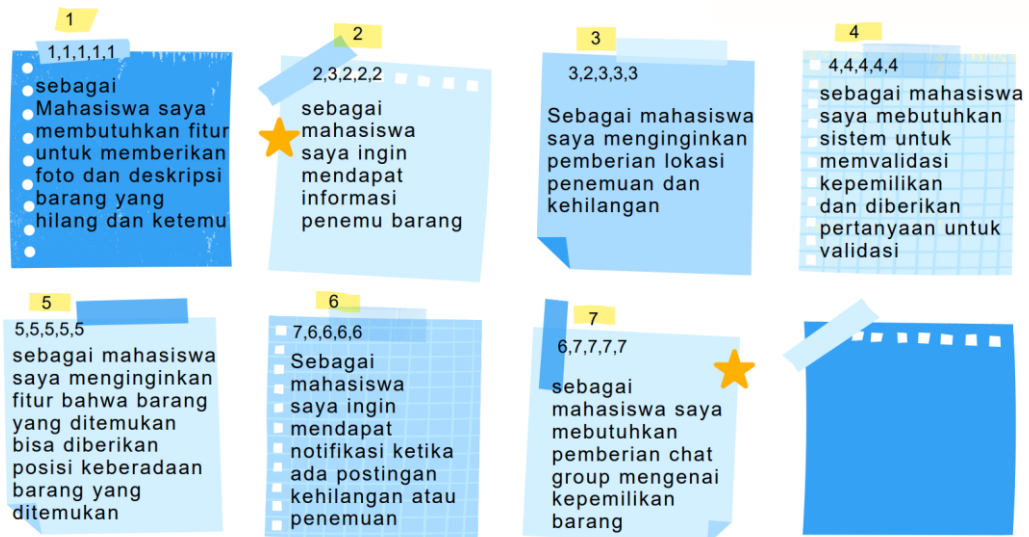 1
1,1,1,1,1
sebagai
Mahasiswa saya
membutuhkan fitur
untuk memberikan
foto dan deskripsi
barang yang
hilang dan ketemu
2
2,3,2,2,2
sebagai
mahasiswa
saya ingin
mendapat
informasi
penemu barang
3
3,2,3,3,3
Sebagai mahasiswa
saya menginginkan
pemberian lokasi
penemuan dan
kehilangan
4
4,4,4,4,4
sebagai mahasiswa
saya mebutuhkan
sistem untuk
memvalidasi
kepemilikan
dan diberikan
pertanyaan untuk
validasi
5
5,5,5,5,5
sebagai mahasiswa
saya menginginkan
fitur bahwa barang
yang ditemukan
bisa diberikan
posisi keberadaan
barang yang
ditemukan
6
7,6,6,6,6
Sebagai
mahasiswa
saya ingin
mendapat
notifikasi ketika
ada postingan
kehilangan atau
penemuan
7
6,7,7,7,7
sebagai
mahasiswa saya
mebutuhkan
pemberian chat
group mengenai
kepemilikan
barang